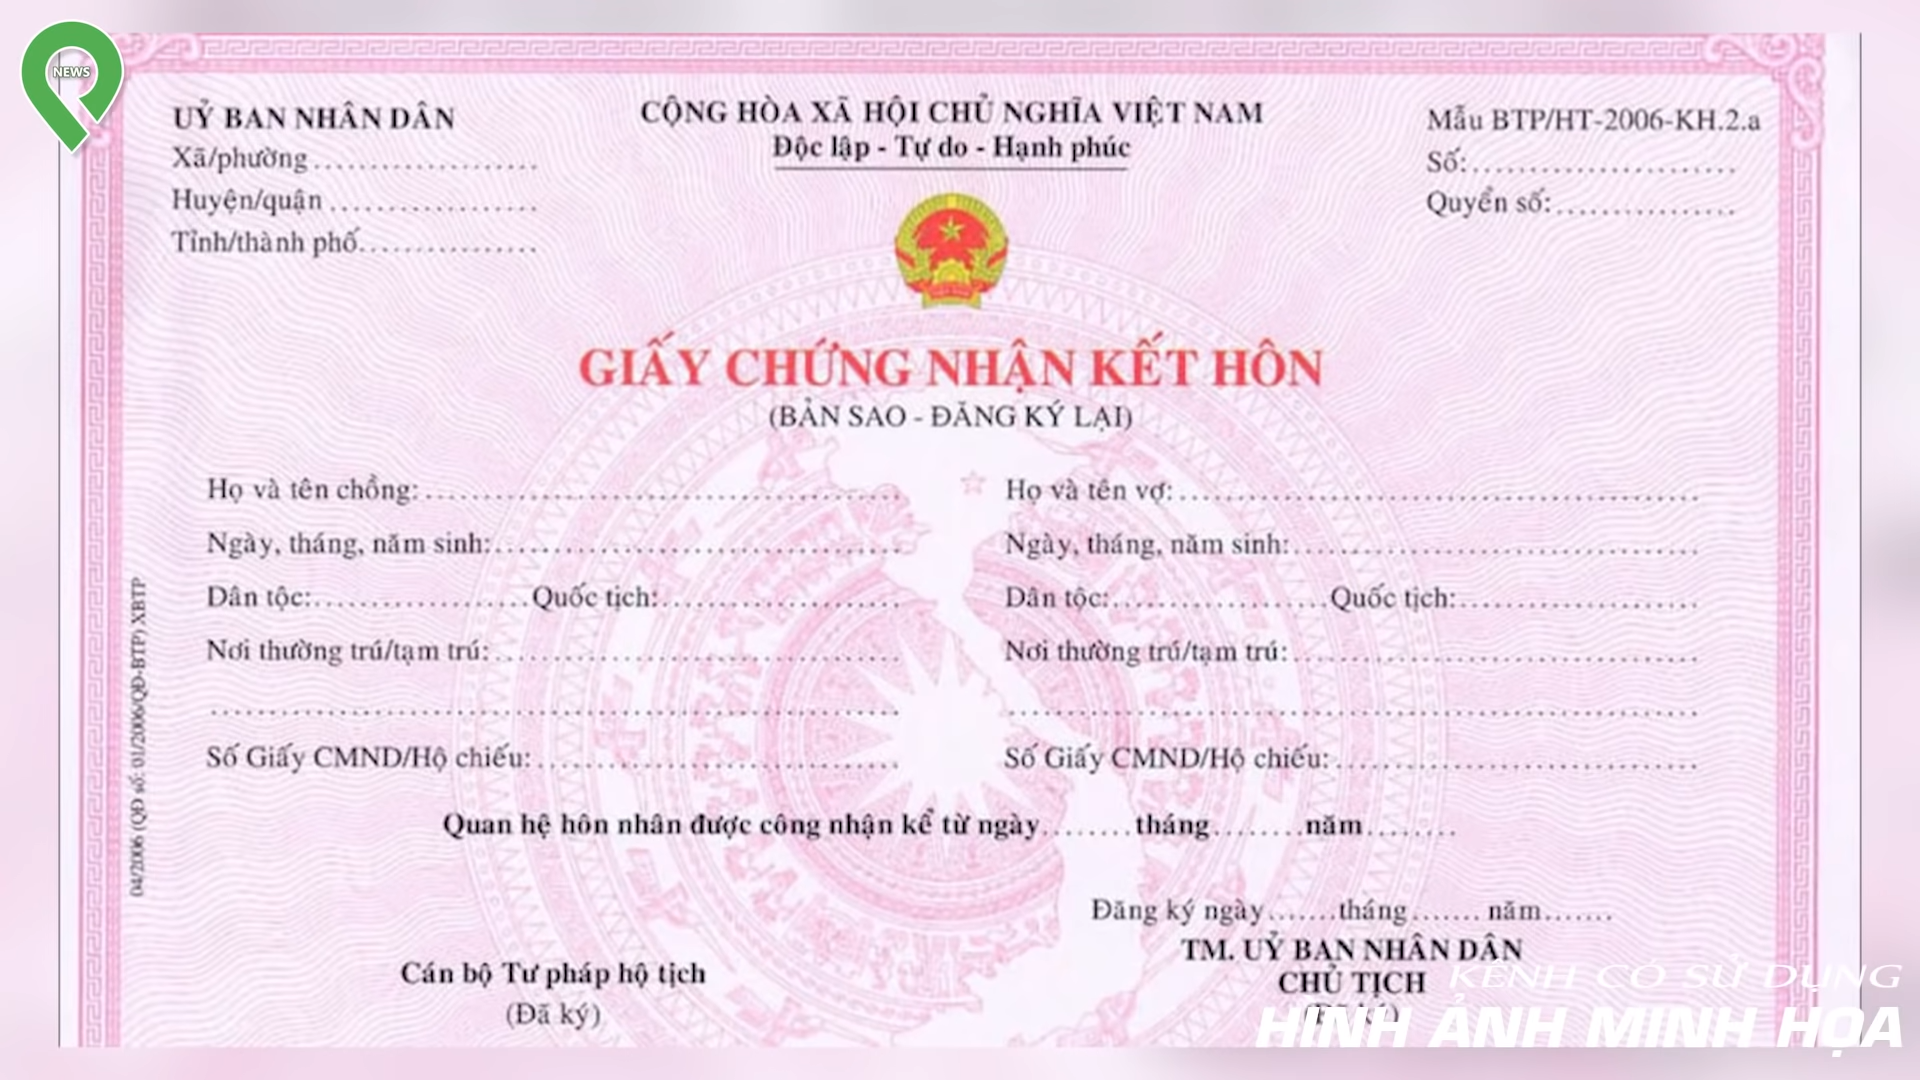 NEWS
UỶ BAN NHÂN DÂN
Xã/phường....................
Huyện/quận..................
Tỉnh/thành phố...............
CỘNG HÒA XÃ HỘI CHỦ NGHĨA VIỆT NAM
Độc lập - Tự do - Hạnh phúc
Mẫu BTP/HT-2006-KH.2.a
Số:.......................
Quyển số:................
GIẤY CHỨNG NHẬN KẾT HÔN
(BẢN SAO - ĐĂNG KÝ LẠI)
Họ và tên chồng:........................................
Ngày, tháng, năm sinh:..................................
Dân tộc:....................Quốc tịch:....................
Nơi thường trú/tạm trú:..................................
............................................................
Số Giấy CMND/Hộ chiếu:..............................
Họ và tên vợ:............................................
Ngày, tháng, năm sinh:..................................
Dân tộc:....................Quốc tịch:....................
Nơi thường trú/tạm trú:..................................
............................................................
Số Giấy CMND/Hộ chiếu:..............................
Quan hệ hôn nhân được công nhận kể từ ngày........tháng........năm........
Đăng ký ngày......tháng...... năm......
Cán bộ Tư pháp hộ tịch
(Đã ký)
TM. UỶ BAN NHÂN DÂN
CHỦ TỊCH
04/2006 (QĐ số: 01/2006/QĐ-BTP) XBTP
KÊNH CÓ SỬ DỤNG
HÌNH ẢNH MINH HỌA